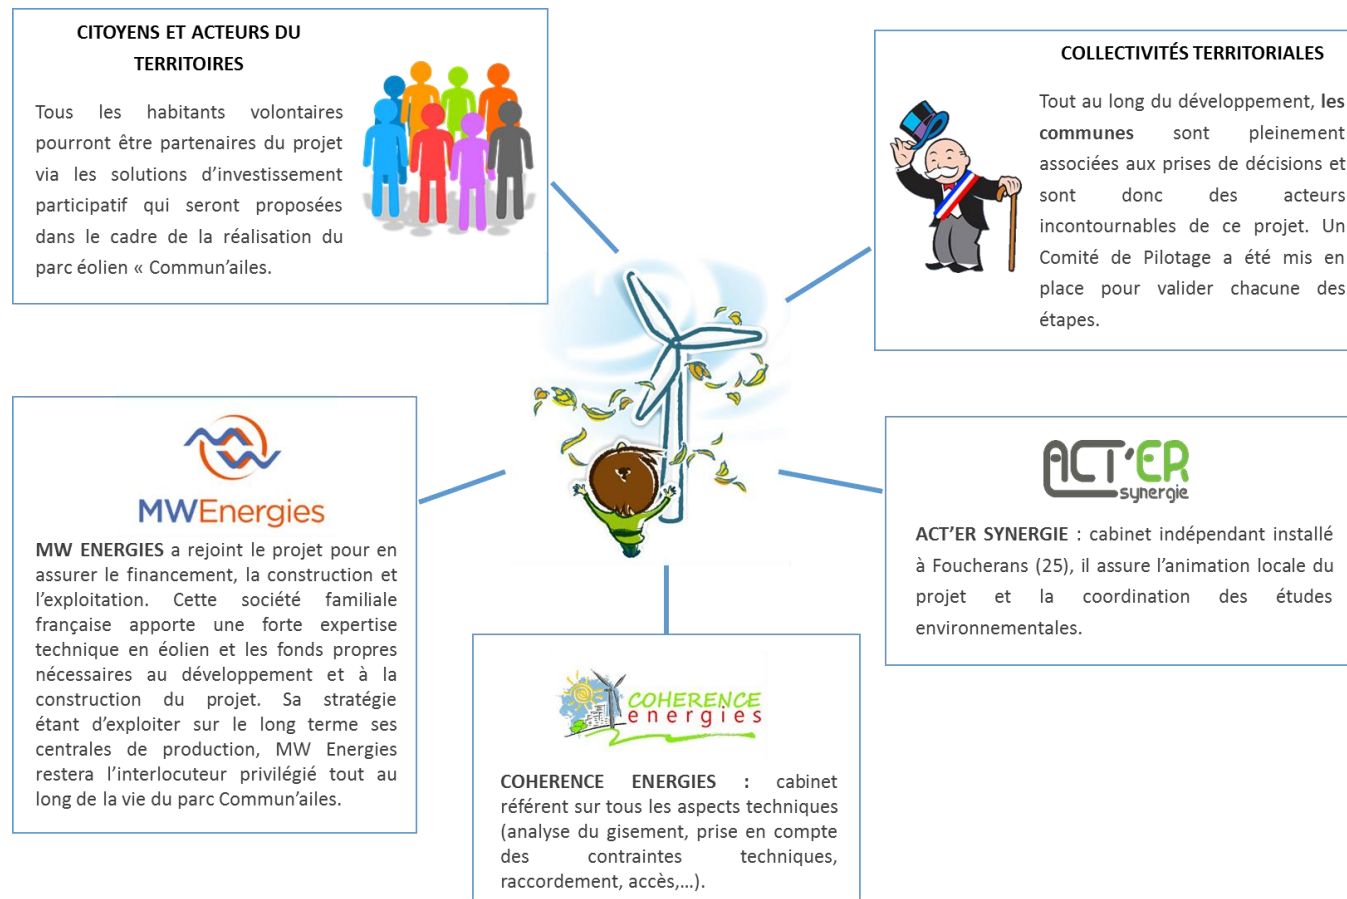 CITOYENS ET ACTEURS DU
TERRITOIRES
Tous les habitants volontaires
pourront être partenaires du projet
via les solutions d’investissement
participatif qui seront proposées
dans le cadre de la réalisation du
parc éolien « Commun’ailes.
COLLECTIVITÉS TERRITORIALES
Tout au long du développement, les
communes sont pleinement
associées aux prises de décisions et
sont donc des acteurs
incontournables de ce projet. Un
Comité de Pilotage a été mis en
place pour valider chacune des
étapes.
MWEnergies
MW ENERGIES a rejoint le projet pour en
assurer le financement, la construction et
l’exploitation. Cette société familiale
française apporte une forte expertise
technique en éolien et les fonds propres
nécessaires au développement et à la
construction du projet. Sa stratégie
étant d’exploiter sur le long terme ses
centrales de production, MW Energies
restera l’interlocuteur privilégié tout au
long de la vie du parc Commun’ailes.
ACT’ER
synergie
ACT’ER SYNERGIE : cabinet indépendant installé
à Foucherans (25), il assure l’animation locale du
projet et la coordination des études
environnementales.
COHERENCE
energies
COHERENCE ENERGIES : cabinet
référent sur tous les aspects techniques
(analyse du gisement, prise en compte
des contraintes techniques,
raccordement, accès,…).